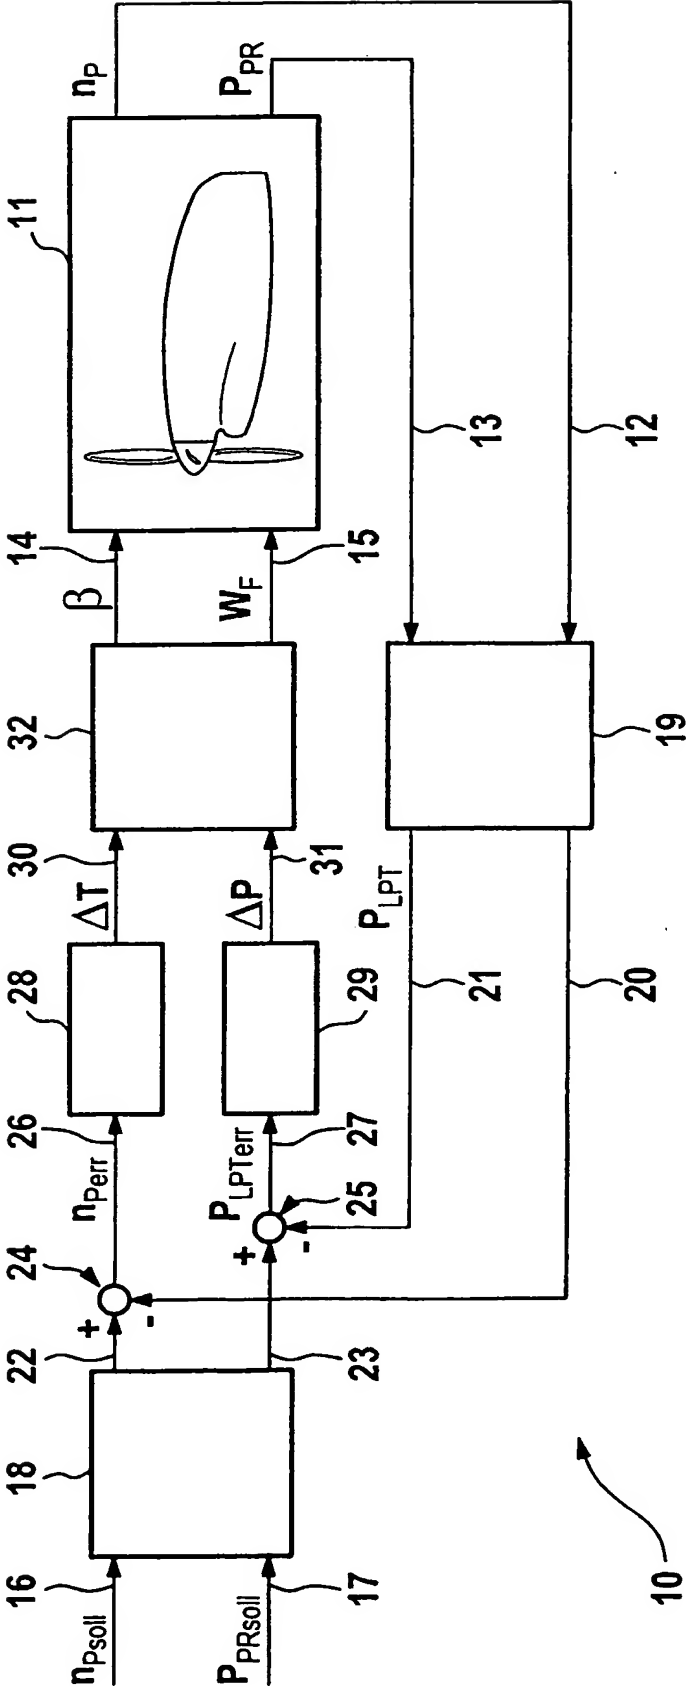 n_Psoll 16 18 22 + 24 n_Perr 26 28 ΔT 30 32 β 14 11 n_P
-
P_PRsoll 17 23 + P_LPTerr 27 29 ΔP 31 W_F 15 P_PR
- 25
P_LPT
21 13
20 19 12
10